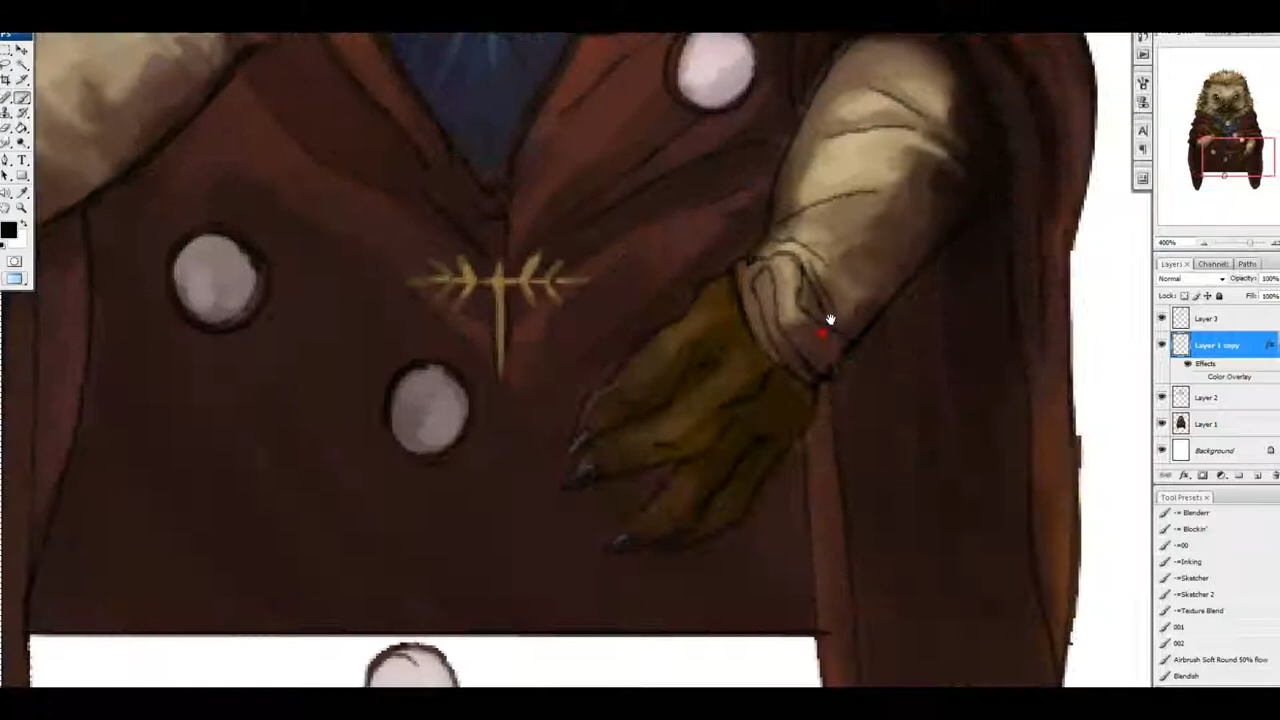 400%
Layers × Channels Paths
Normal Opacity: 100%
Lock: Fill: 100%
Layer 3
Layer 1 copy fx
Effects
Color Overlay
Layer 2
Layer 1
Background
Tool Presets ×
-= Blenderr
-= Blockin'
-=00
-=Inking
-=Sketcher
-=Sketcher 2
-=Texture Blend
001
002
Airbrush Soft Round 50% flow
Blendish